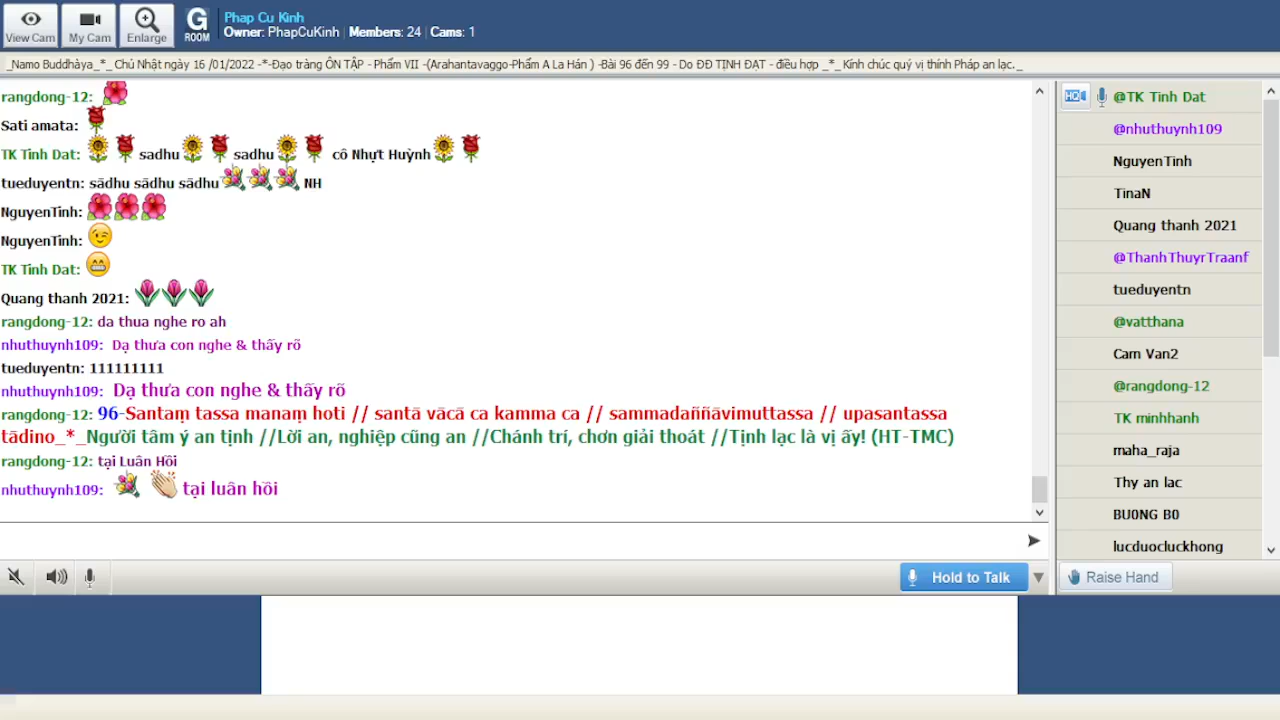 View Cam
My Cam
Enlarge
G
ROOM
Phap Cu Kinh
Owner: PhapCuKinh | Members: 24 | Cams: 1
_Namo Buddhàya_*_ Chủ Nhật ngày 16 /01/2022 -*-Đạo tràng ÔN TẬP - Phẩm VII -(Arahantavaggo-Phẩm A La Hán ) -Bài 96 đến 99 - Do ĐĐ TỊNH ĐẠT - điều hợp _*_ Kính chúc quý vị thính Pháp an lạc._
rangdong-12:
Sati amata:
TK Tinh Dat: sadhu sadhu cô Nhựt Huỳnh
tueduyentn: sādhu sādhu sādhu NH
NguyenTinh:
NguyenTinh:
TK Tinh Dat:
Quang thanh 2021:
rangdong-12: da thua nghe ro ah
nhuthuynh109: Dạ thưa con nghe & thấy rõ
tueduyentn: 111111111
nhuthuynh109: Dạ thưa con nghe & thấy rõ
rangdong-12: 96-Santaṃ tassa manaṃ hoti // santā vācā ca kamma ca // sammadaññāvimuttassa // upasantassa
tādino_*_Người tâm ý an tịnh //Lời an, nghiệp cũng an //Chánh trí, chơn giải thoát //Tịnh lạc là vị ấy! (HT-TMC)
rangdong-12: tại Luân Hồi
nhuthuynh109: tại luân hồi
Hold to Talk
HD
@TK Tinh Dat
@nhuthuynh109
NguyenTinh
TinaN
Quang thanh 2021
@ThanhThuyrTraanf
tueduyentn
@vatthana
Cam Van2
@rangdong-12
TK minhhanh
maha_raja
Thy an lac
BU0NG B0
lucduocluckhong
Raise Hand